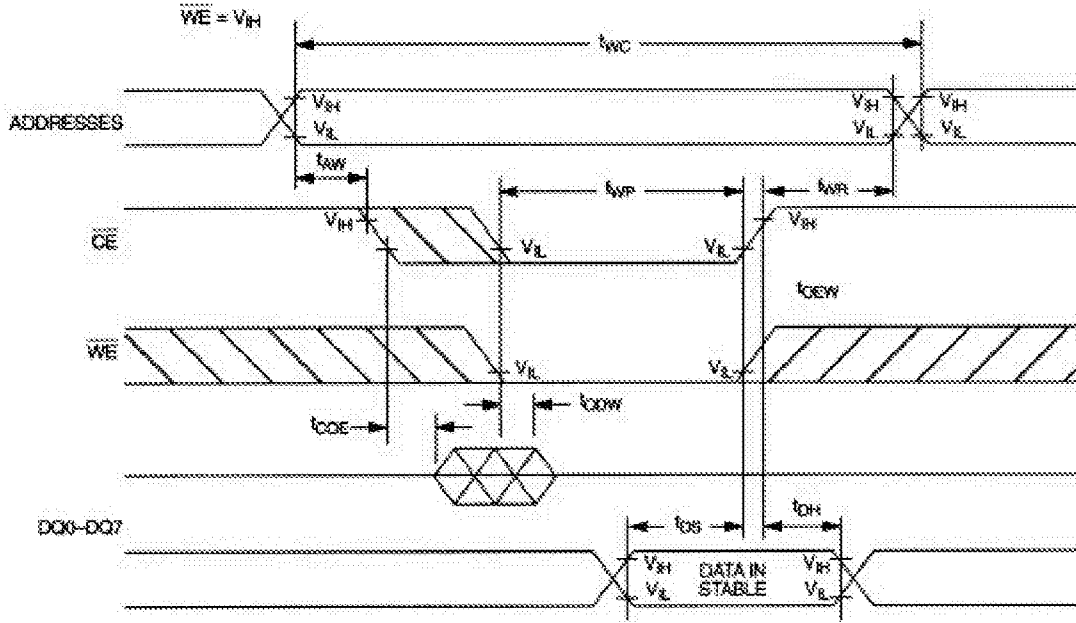 WE = VIH
tWC
ADDRESSES
VIH
VIL
VIH
VIL
VIH
VIL
tAW
tWP
tWR
CE
VIH
VIL
VIL
VIH
tOEW
WE
VIL
VIL
tCOE
tODW
DQ0–DQ7
tDS
tDH
VIH
VIL
DATA IN
STABLE
VIH
VIL